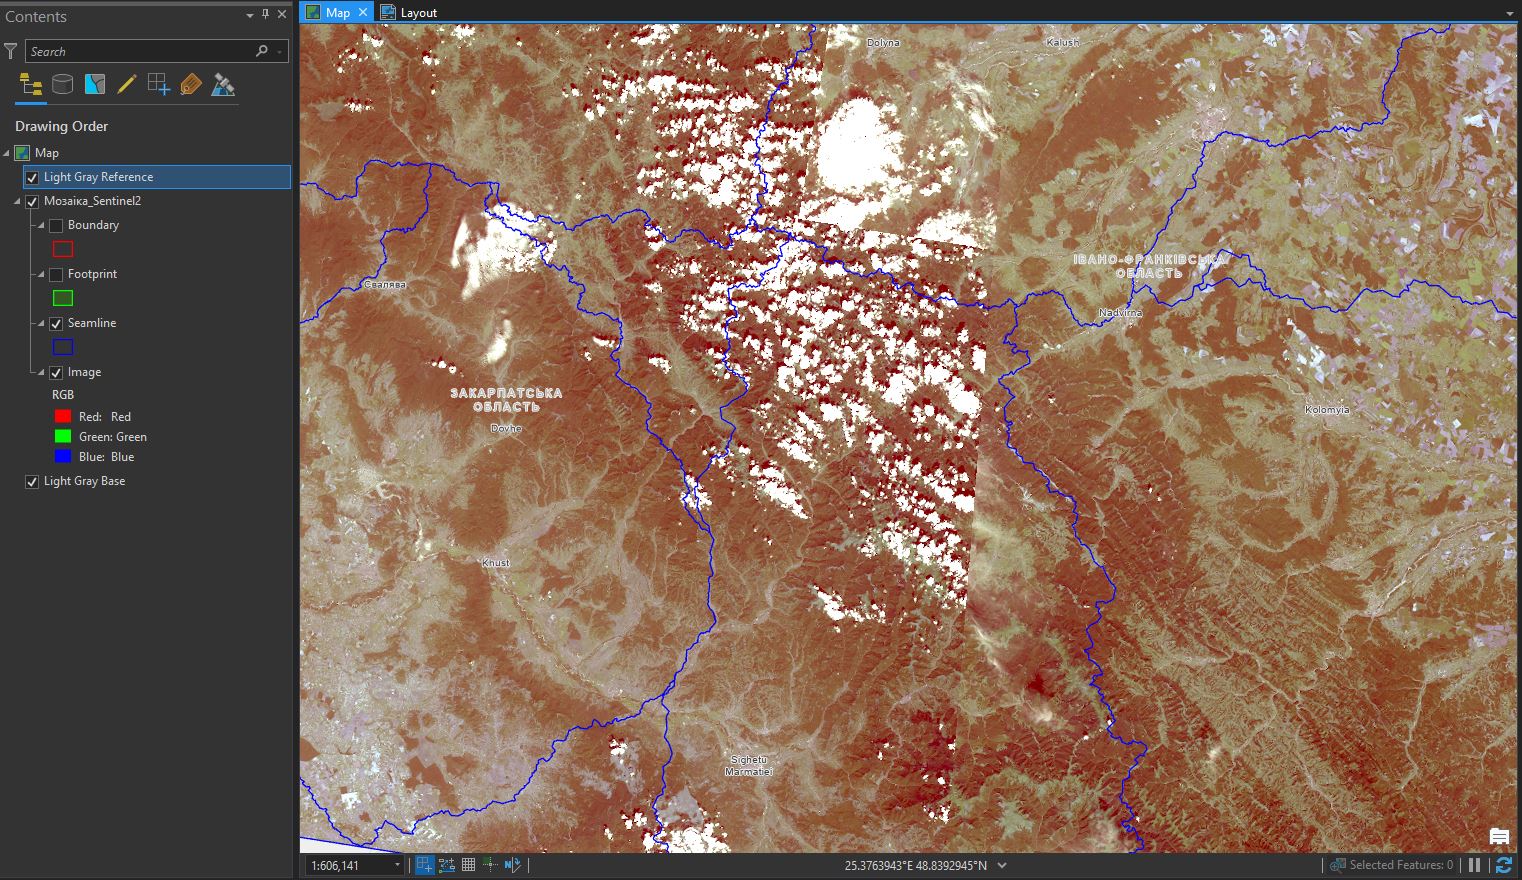 Contents
Map
Layout
Search
Drawing Order
Map
Light Gray Reference
Мозаїка_Sentinel2
Boundary
Footprint
Seamline
Image
RGB
Red: Red
Green: Green
Blue: Blue
Light Gray Base
Dolyna
Kalush
ІВАНО-ФРАНКІВСЬКА
ОБЛАСТЬ
Свалява
Nadvirna
ЗАКАРПАТСЬКА
ОБЛАСТЬ
Dovhe
Kolomyia
Khust
Sighetu
Marmatiei
1:606,141
25.3763943°E 48.8392945°N
Selected Features: 0